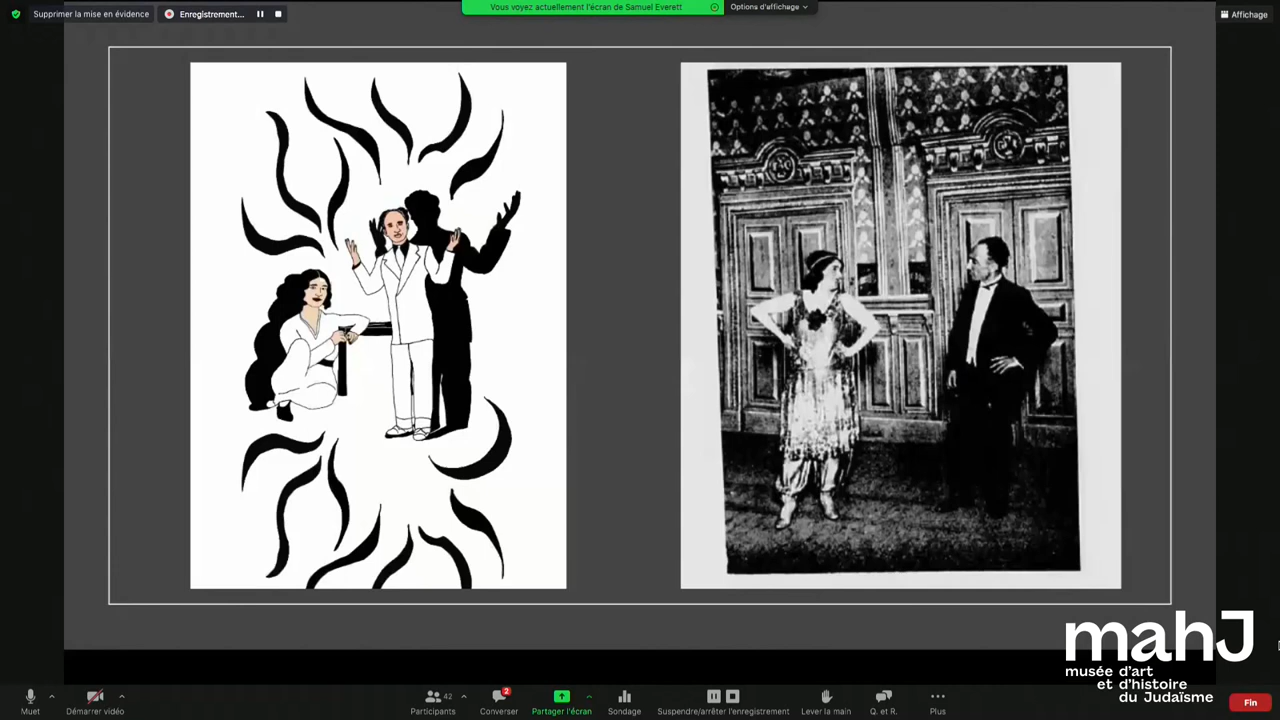 Supprimer la mise en évidence
Enregistrement...
Vous voyez actuellement l'écran de Samuel Everett
Options d'affichage
Affichage
mahJ
musée d'art
et d'histoire
du Judaïsme
Muet
Démarrer vidéo
Participants
42
Converser
2
Partager l'écran
Sondage
Suspendre/arrêter l'enregistrement
Lever la main
Q. et R.
Plus
Fin